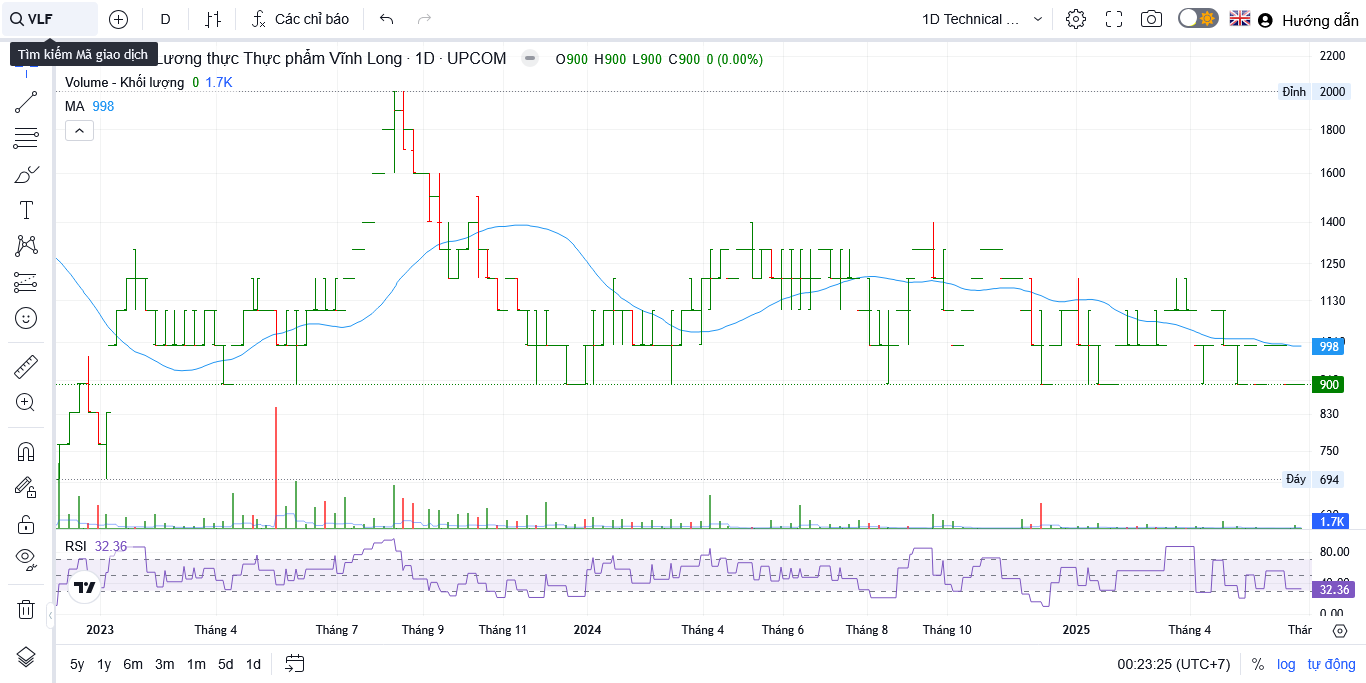 VLF
D
Các chỉ báo
1D Technical ...
Hướng dẫn
Tìm kiếm Mã giao dịch
Lương thực Thực phẩm Vĩnh Long · 1D · UPCOM
O900 H900 L900 C900 0 (0.00%)
Volume - Khối lượng 0 1.7K
MA 998
2200
Đỉnh 2000
1800
1600
1400
1250
1130
998
900
830
750
Đáy 694
1.7K
RSI 32.36
80.00
32.36
0.00
2023 Tháng 4 Tháng 7 Tháng 9 Tháng 11 2024 Tháng 4 Tháng 6 Tháng 8 Tháng 10 2025 Tháng 4 Thár
5y 1y 6m 3m 1m 5d 1d
00:23:25 (UTC+7) % log tự động